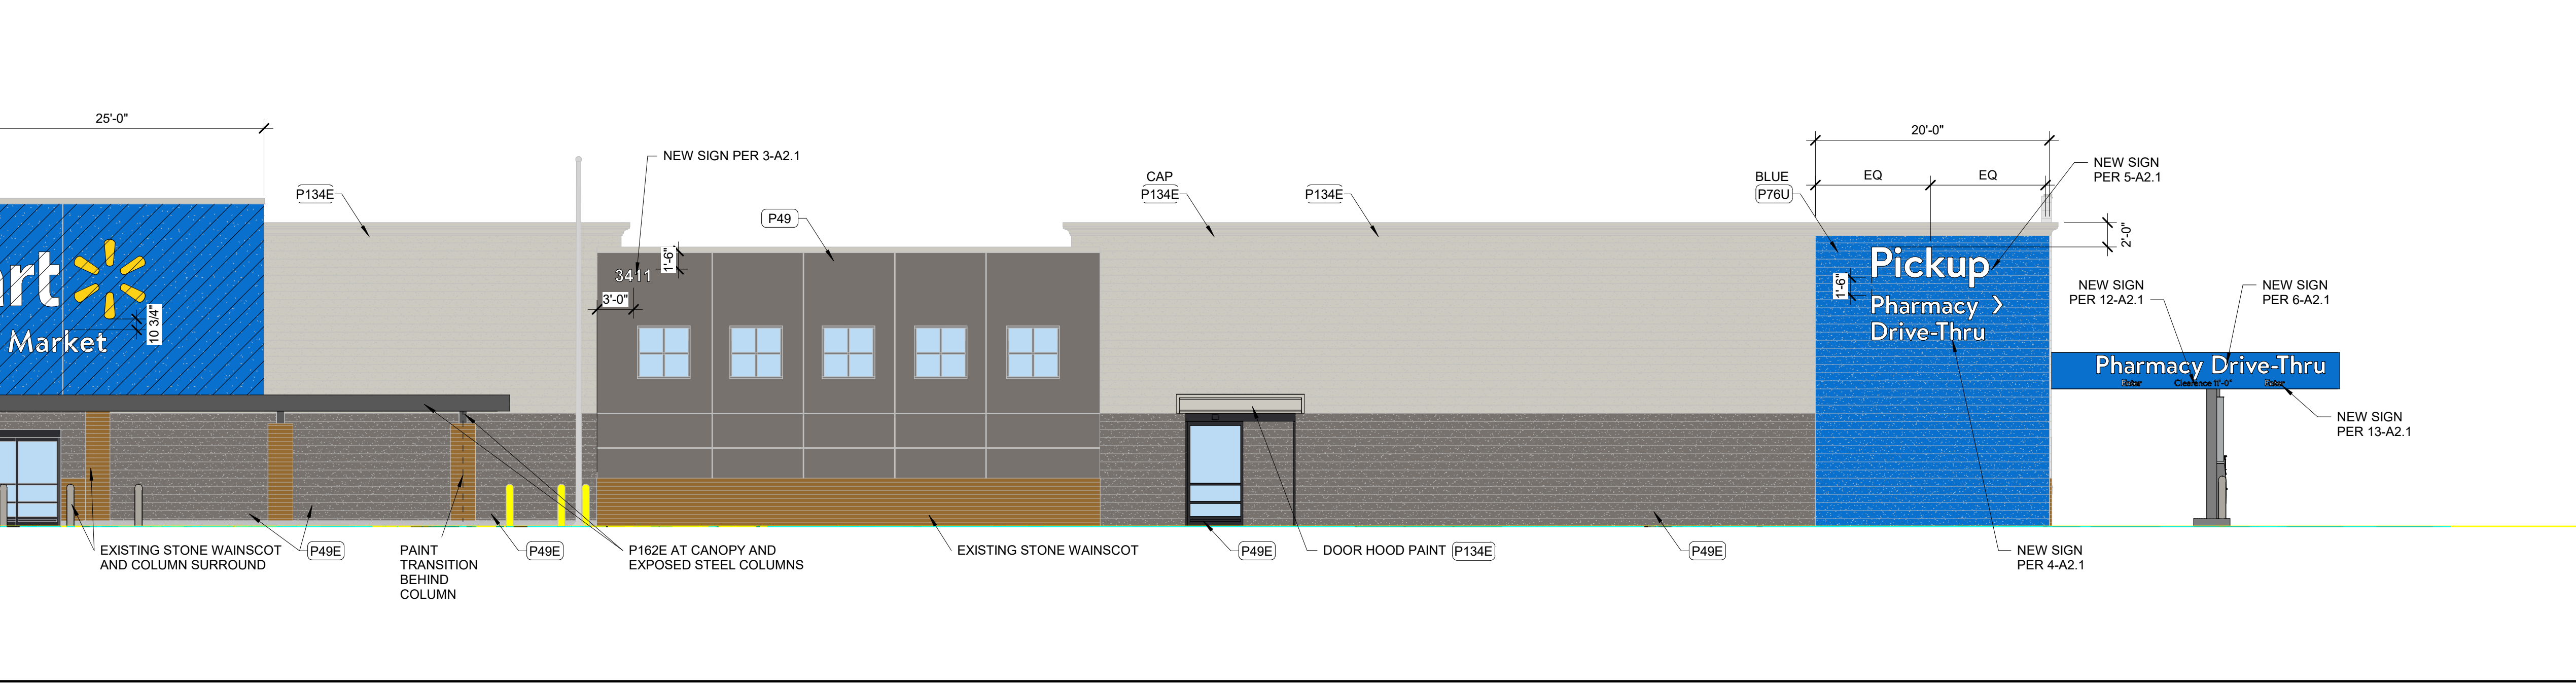 25'-0"
20'-0"
NEW SIGN PER 3-A2.1
NEW SIGN
PER 5-A2.1
CAP
BLUE
EQ
EQ
P134E
P134E
P134E
P76U
P49
2'-0"
1'-6"
3411
3'-0"
Pickup
1'-6"
Pharmacy >
Drive-Thru
NEW SIGN
PER 12-A2.1
NEW SIGN
PER 6-A2.1
art
10 3/4"
Market
Pharmacy Drive-Thru
Clearance 11'-0"
NEW SIGN
PER 13-A2.1
EXISTING STONE WAINSCOT
AND COLUMN SURROUND
P49E
PAINT
TRANSITION
BEHIND
COLUMN
P49E
P162E AT CANOPY AND
EXPOSED STEEL COLUMNS
EXISTING STONE WAINSCOT
P49E
DOOR HOOD PAINT P134E
P49E
NEW SIGN
PER 4-A2.1